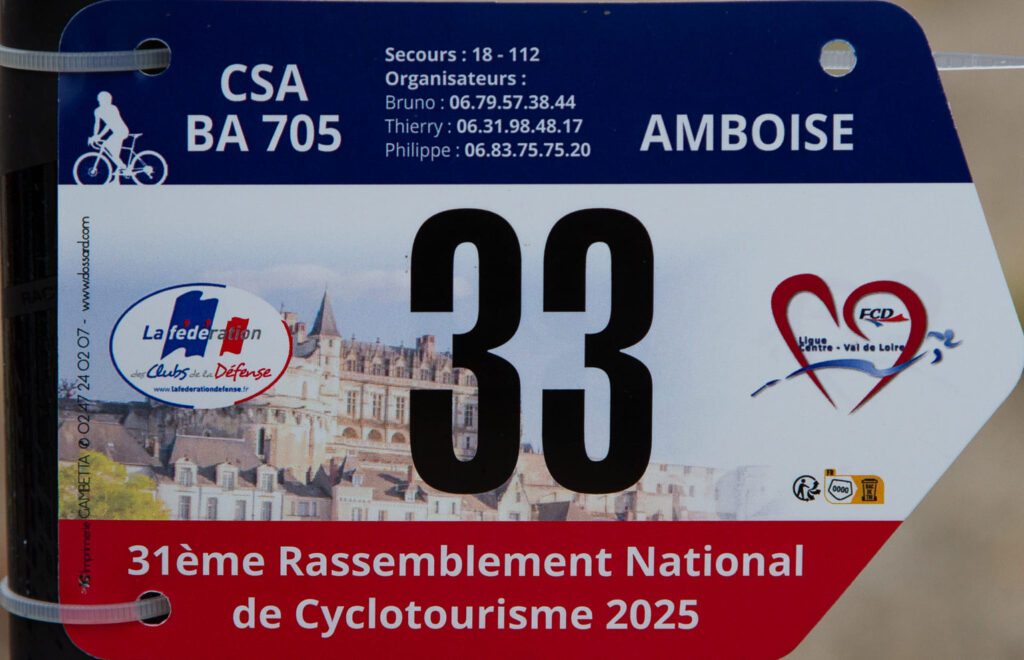 CSA
BA 705
Secours : 18 - 112
Organisateurs :
Bruno : 06.79.57.38.44
Thierry : 06.31.98.48.17
Philippe : 06.83.75.75.20
AMBOISE
33
La fédération
des Clubs de la Défense
www.lafederationdefense.fr
FCD
Ligue
Centre - Val de Loire
FR
0000
Imprimerie GAMBETTA ✆ 02 47 24 02 07 - www.dossard.com
31ème Rassemblement National
de Cyclotourisme 2025